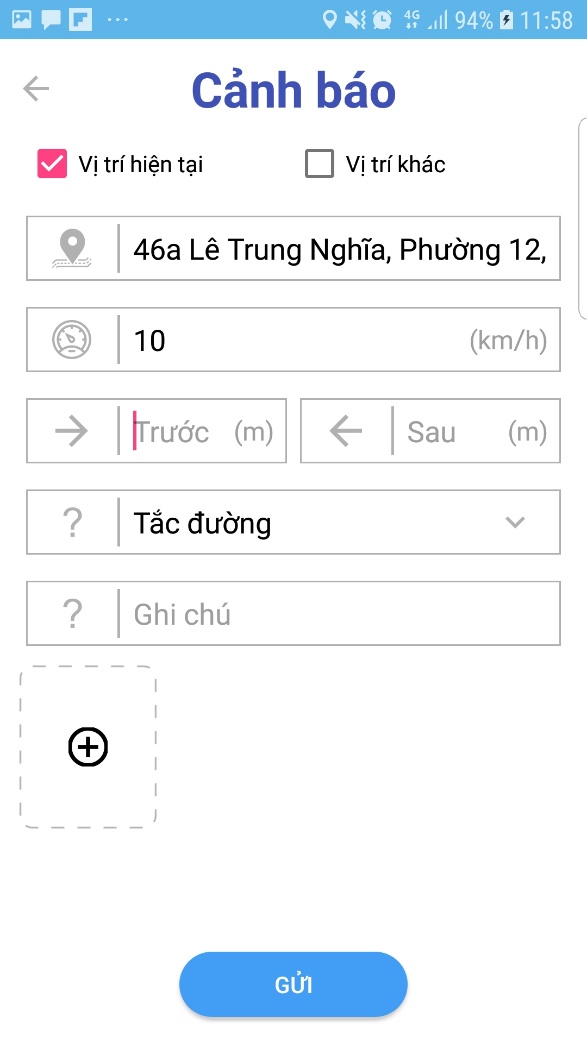 4G 94% 11:58
Cảnh báo
Vị trí hiện tại Vị trí khác
46a Lê Trung Nghĩa, Phường 12,
10 (km/h)
Trước (m) Sau (m)
? Tắc đường
? Ghi chú
GỬI